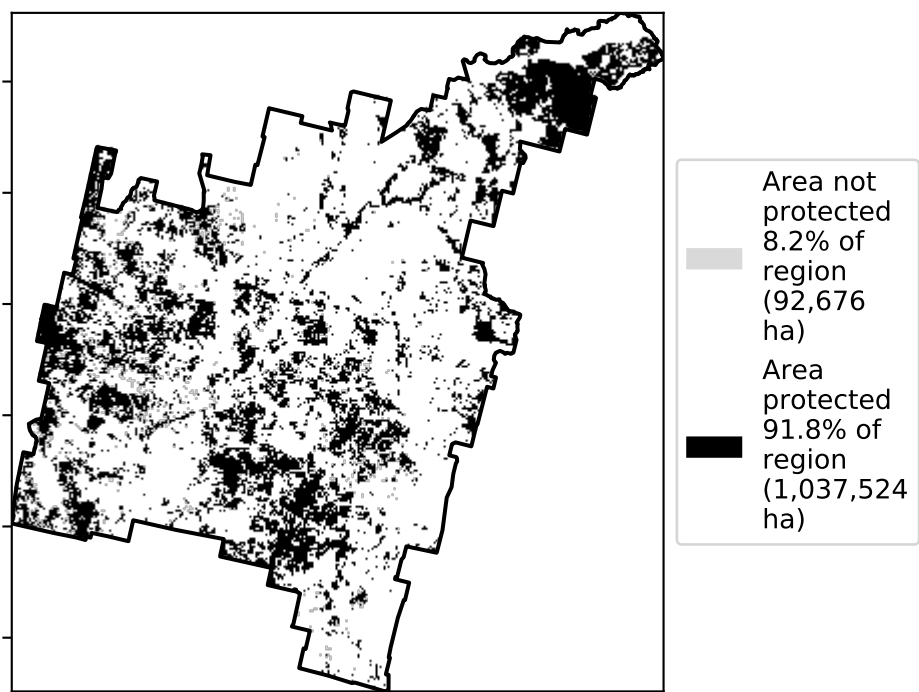 Area not
protected
8.2% of
region
(92,676
ha)
Area
protected
91.8% of
region
(1,037,524
ha)